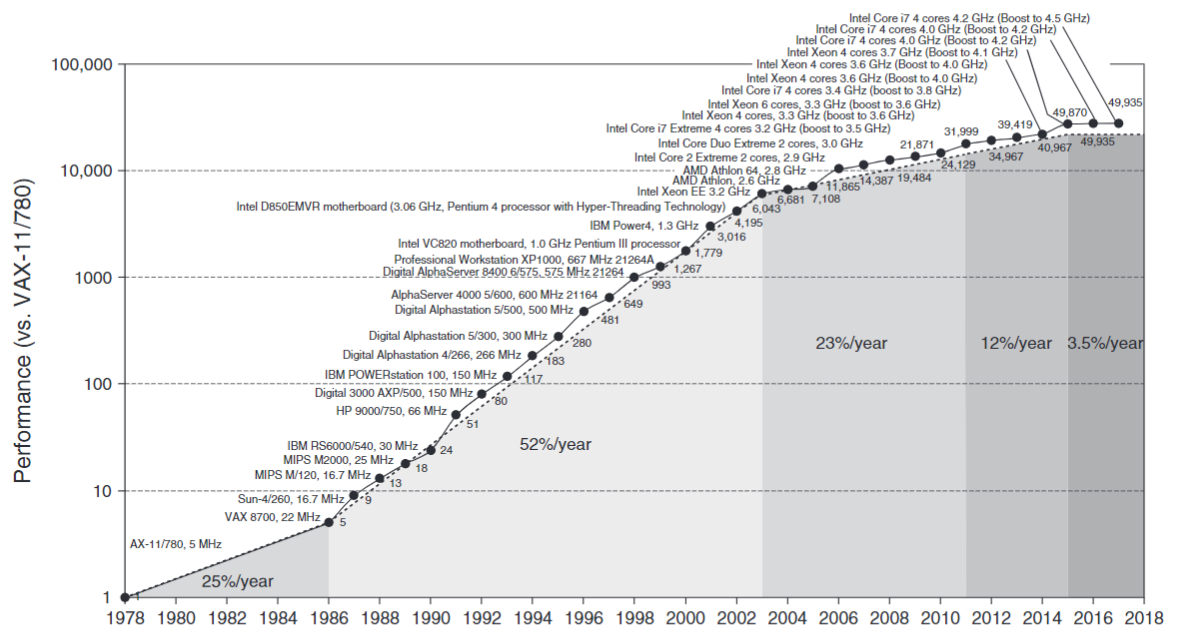 Intel Core i7 4 cores 4.2 GHz (Boost to 4.5 GHz)
Intel Core i7 4 cores 4.0 GHz (Boost to 4.2 GHz)
Intel Core i7 4 cores 4.0 GHz (Boost to 4.2 GHz)
Intel Xeon 4 cores 3.7 GHz (Boost to 4.1 GHz)
Intel Xeon 4 cores 3.6 GHz (Boost to 4.0 GHz)
Intel Xeon 4 cores 3.6 GHz (Boost to 4.0 GHz)
Intel Core i7 4 cores 3.4 GHz (boost to 3.8 GHz)
Intel Xeon 6 cores, 3.3 GHz (boost to 3.6 GHz)
Intel Xeon 4 cores, 3.3 GHz (boost to 3.6 GHz)
Intel Core i7 Extreme 4 cores 3.2 GHz (boost to 3.5 GHz)
Intel Core Duo Extreme 2 cores, 3.0 GHz
Intel Core 2 Extreme 2 cores, 2.9 GHz
AMD Athlon 64, 2.8 GHz
AMD Athlon, 2.6 GHz
Intel Xeon EE 3.2 GHz
Intel D850EMVR motherboard (3.06 GHz, Pentium 4 processor with Hyper-Threading Technology)
IBM Power4, 1.3 GHz
Intel VC820 motherboard, 1.0 GHz Pentium III processor
Professional Workstation XP1000, 667 MHz 21264A
Digital AlphaServer 8400 6/575, 575 MHz 21264
AlphaServer 4000 5/600, 600 MHz 21164
Digital Alphastation 5/500, 500 MHz
Digital Alphastation 5/300, 300 MHz
Digital Alphastation 4/266, 266 MHz
IBM POWERstation 100, 150 MHz
Digital 3000 AXP/500, 150 MHz
HP 9000/750, 66 MHz
IBM RS6000/540, 30 MHz
MIPS M2000, 25 MHz
MIPS M/120, 16.7 MHz
Sun-4/260, 16.7 MHz
VAX 8700, 22 MHz
AX-11/780, 5 MHz
49,935
49,935
49,870
40,967
39,419
34,967
31,999
24,129
21,871
19,484
14,387
11,865
7,108
6,681
6,043
4,195
3,016
1,779
1,267
993
649
481
280
183
117
80
51
24
18
13
9
5
25%/year
52%/year
23%/year
12%/year
3.5%/year
Performance (vs. VAX-11/780)
100,000
10,000
1000
100
10
1
1978 1980 1982 1984 1986 1988 1990 1992 1994 1996 1998 2000 2002 2004 2006 2008 2010 2012 2014 2016 2018